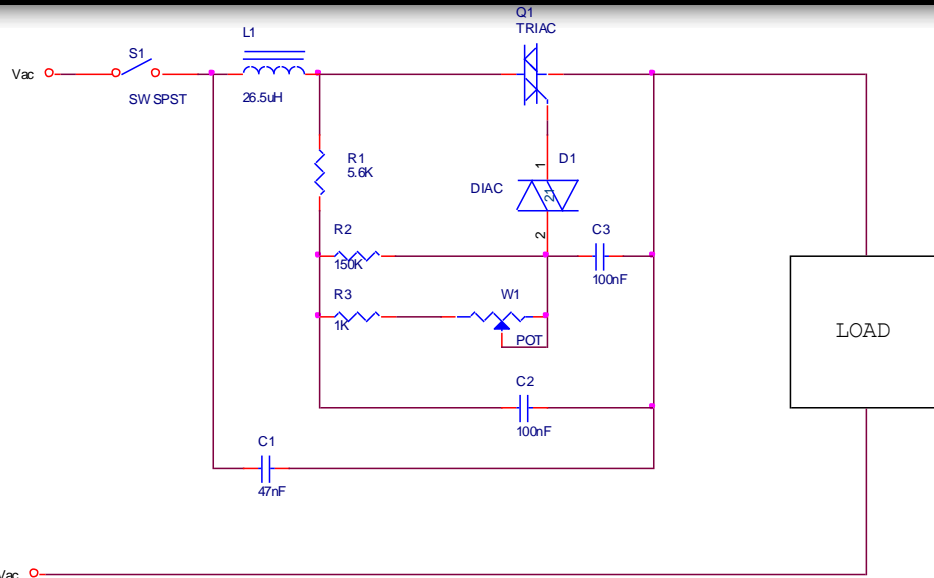 Q1
TRIAC
L1
S1
Vac
SW SPST
26.5uH
R1
5.6K
1
D1
DIAC
21
2
R2
150K
C3
100nF
R3
1K
W1
POT
LOAD
C2
100nF
C1
47nF
Vac